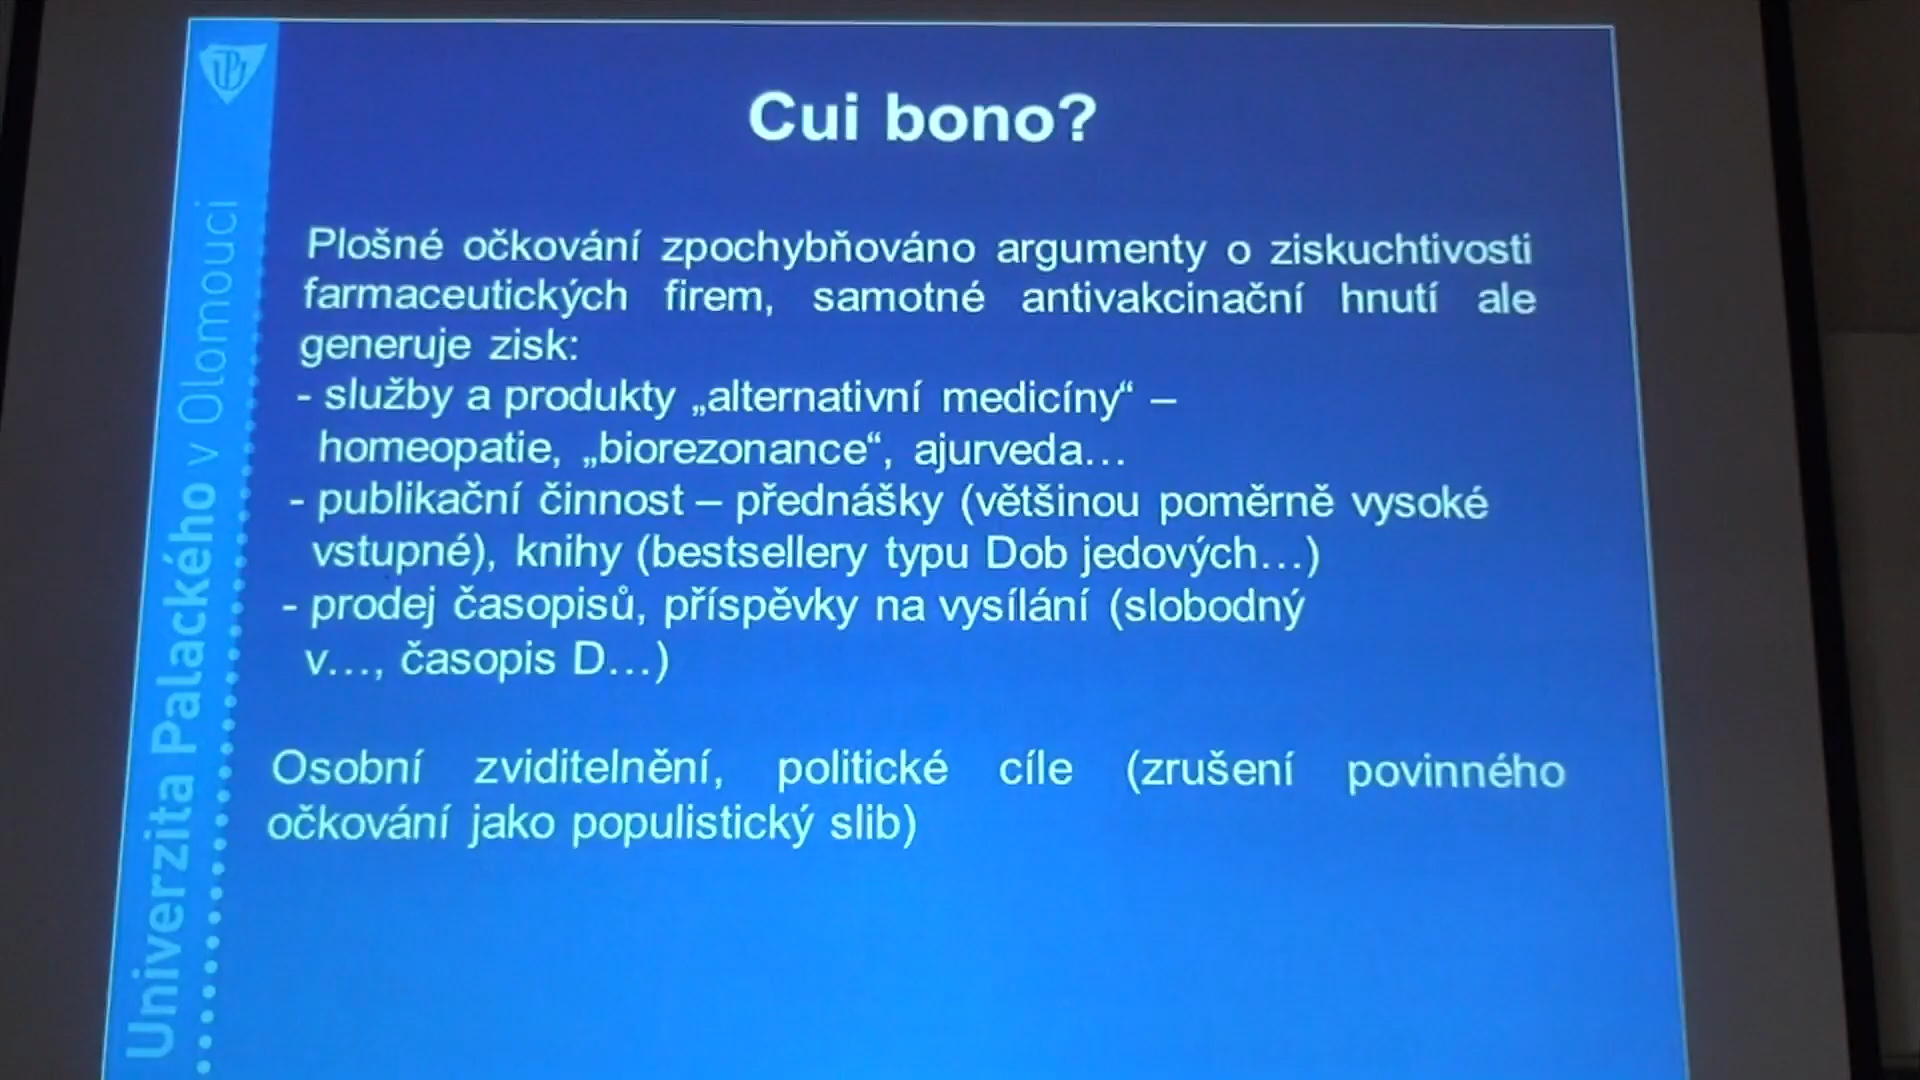 Cui bono?
Plošné očkování zpochybňováno argumenty o ziskuchtivosti
farmaceutických firem, samotné antivakcinační hnutí ale
generuje zisk:
- služby a produkty „alternativní medicíny“ –
homeopatie, „biorezonance“, ajurveda…
- publikační činnost – přednášky (většinou poměrně vysoké
vstupné), knihy (bestsellery typu Dob jedových…)
- prodej časopisů, příspěvky na vysílání (slobodný
v…, časopis D…)
Osobní zviditelnění, politické cíle (zrušení povinného
očkování jako populistický slib)
Univerzita Palackého v Olomouci
UP